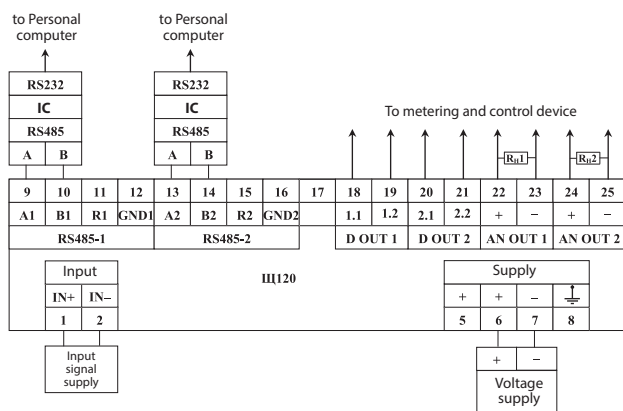 to Personal
computer
to Personal
computer
RS232
RS232
IC
IC
To metering and control device
RS485
RS485
A B
A B
RH1
RH2
9 10 11 12 13 14 15 16 17 18 19 20 21 22 23 24 25
A1 B1 R1 GND1 A2 B2 R2 GND2 1.1 1.2 2.1 2.2 + − + −
RS485-1 RS485-2 D OUT 1 D OUT 2 AN OUT 1 AN OUT 2
Input
Щ120
Supply
IN+ IN−
+ + −
1 2
5 6 7 8
Input
signal
supply
+ −
Voltage
supply